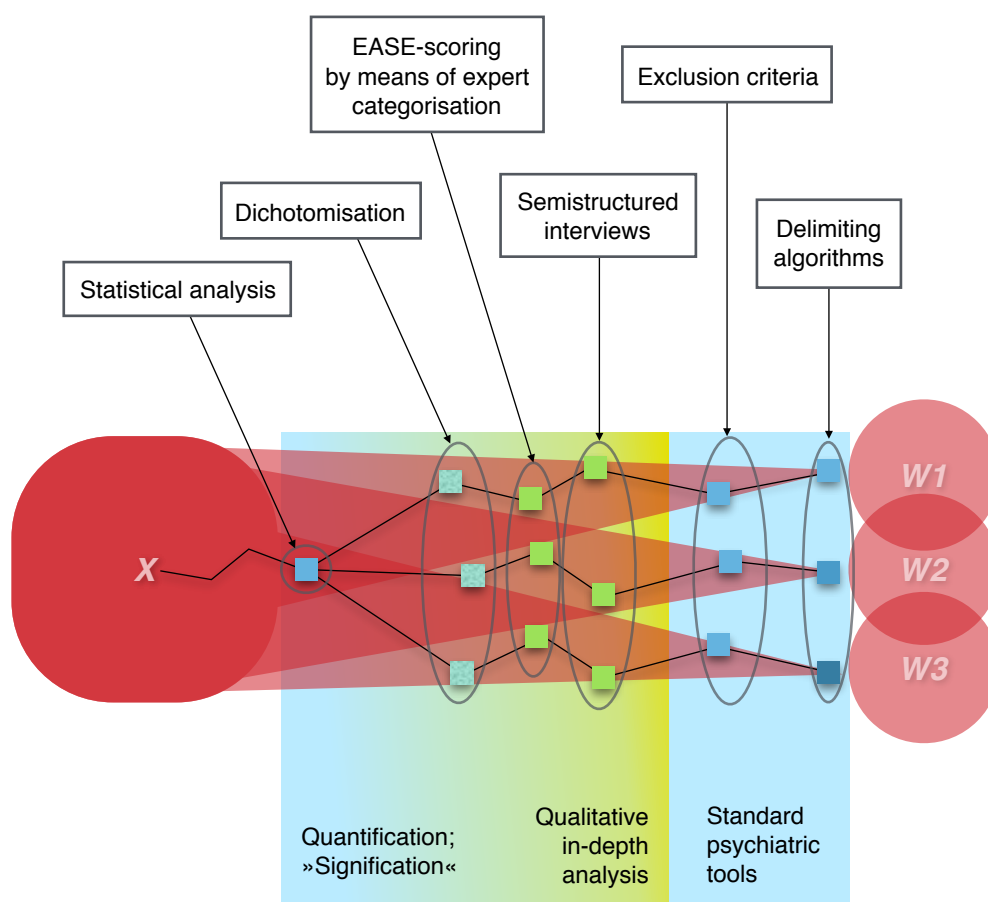 EASE-scoring
by means of expert
categorisation
Exclusion criteria
Dichotomisation
Semistructured
interviews
Delimiting
algorithms
Statistical analysis
W1
X
W2
W3
Quantification;
»Signification«
Qualitative
in-depth
analysis
Standard
psychiatric
tools